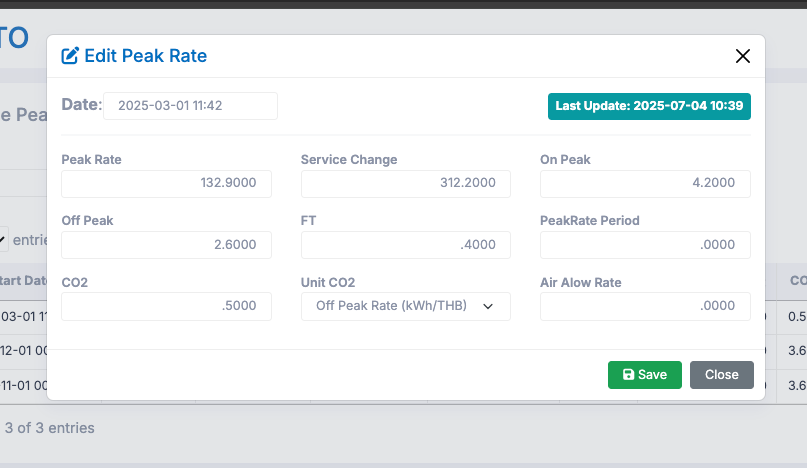 TO
Edit Peak Rate
e Pea
Date: 2025-03-01 11:42 Last Update: 2025-07-04 10:39
Peak Rate Service Change On Peak
132.9000 312.2000 4.2000
Off Peak FT PeakRate Period
entrie 2.6000 .4000 .0000
tart Date CO2 Unit CO2 Air Alow Rate CO
03-01 11 .5000 Off Peak Rate (kWh/THB) .0000 0.5
12-01 00 3.6
11-01 00 Save Close 3.6
3 of 3 entries